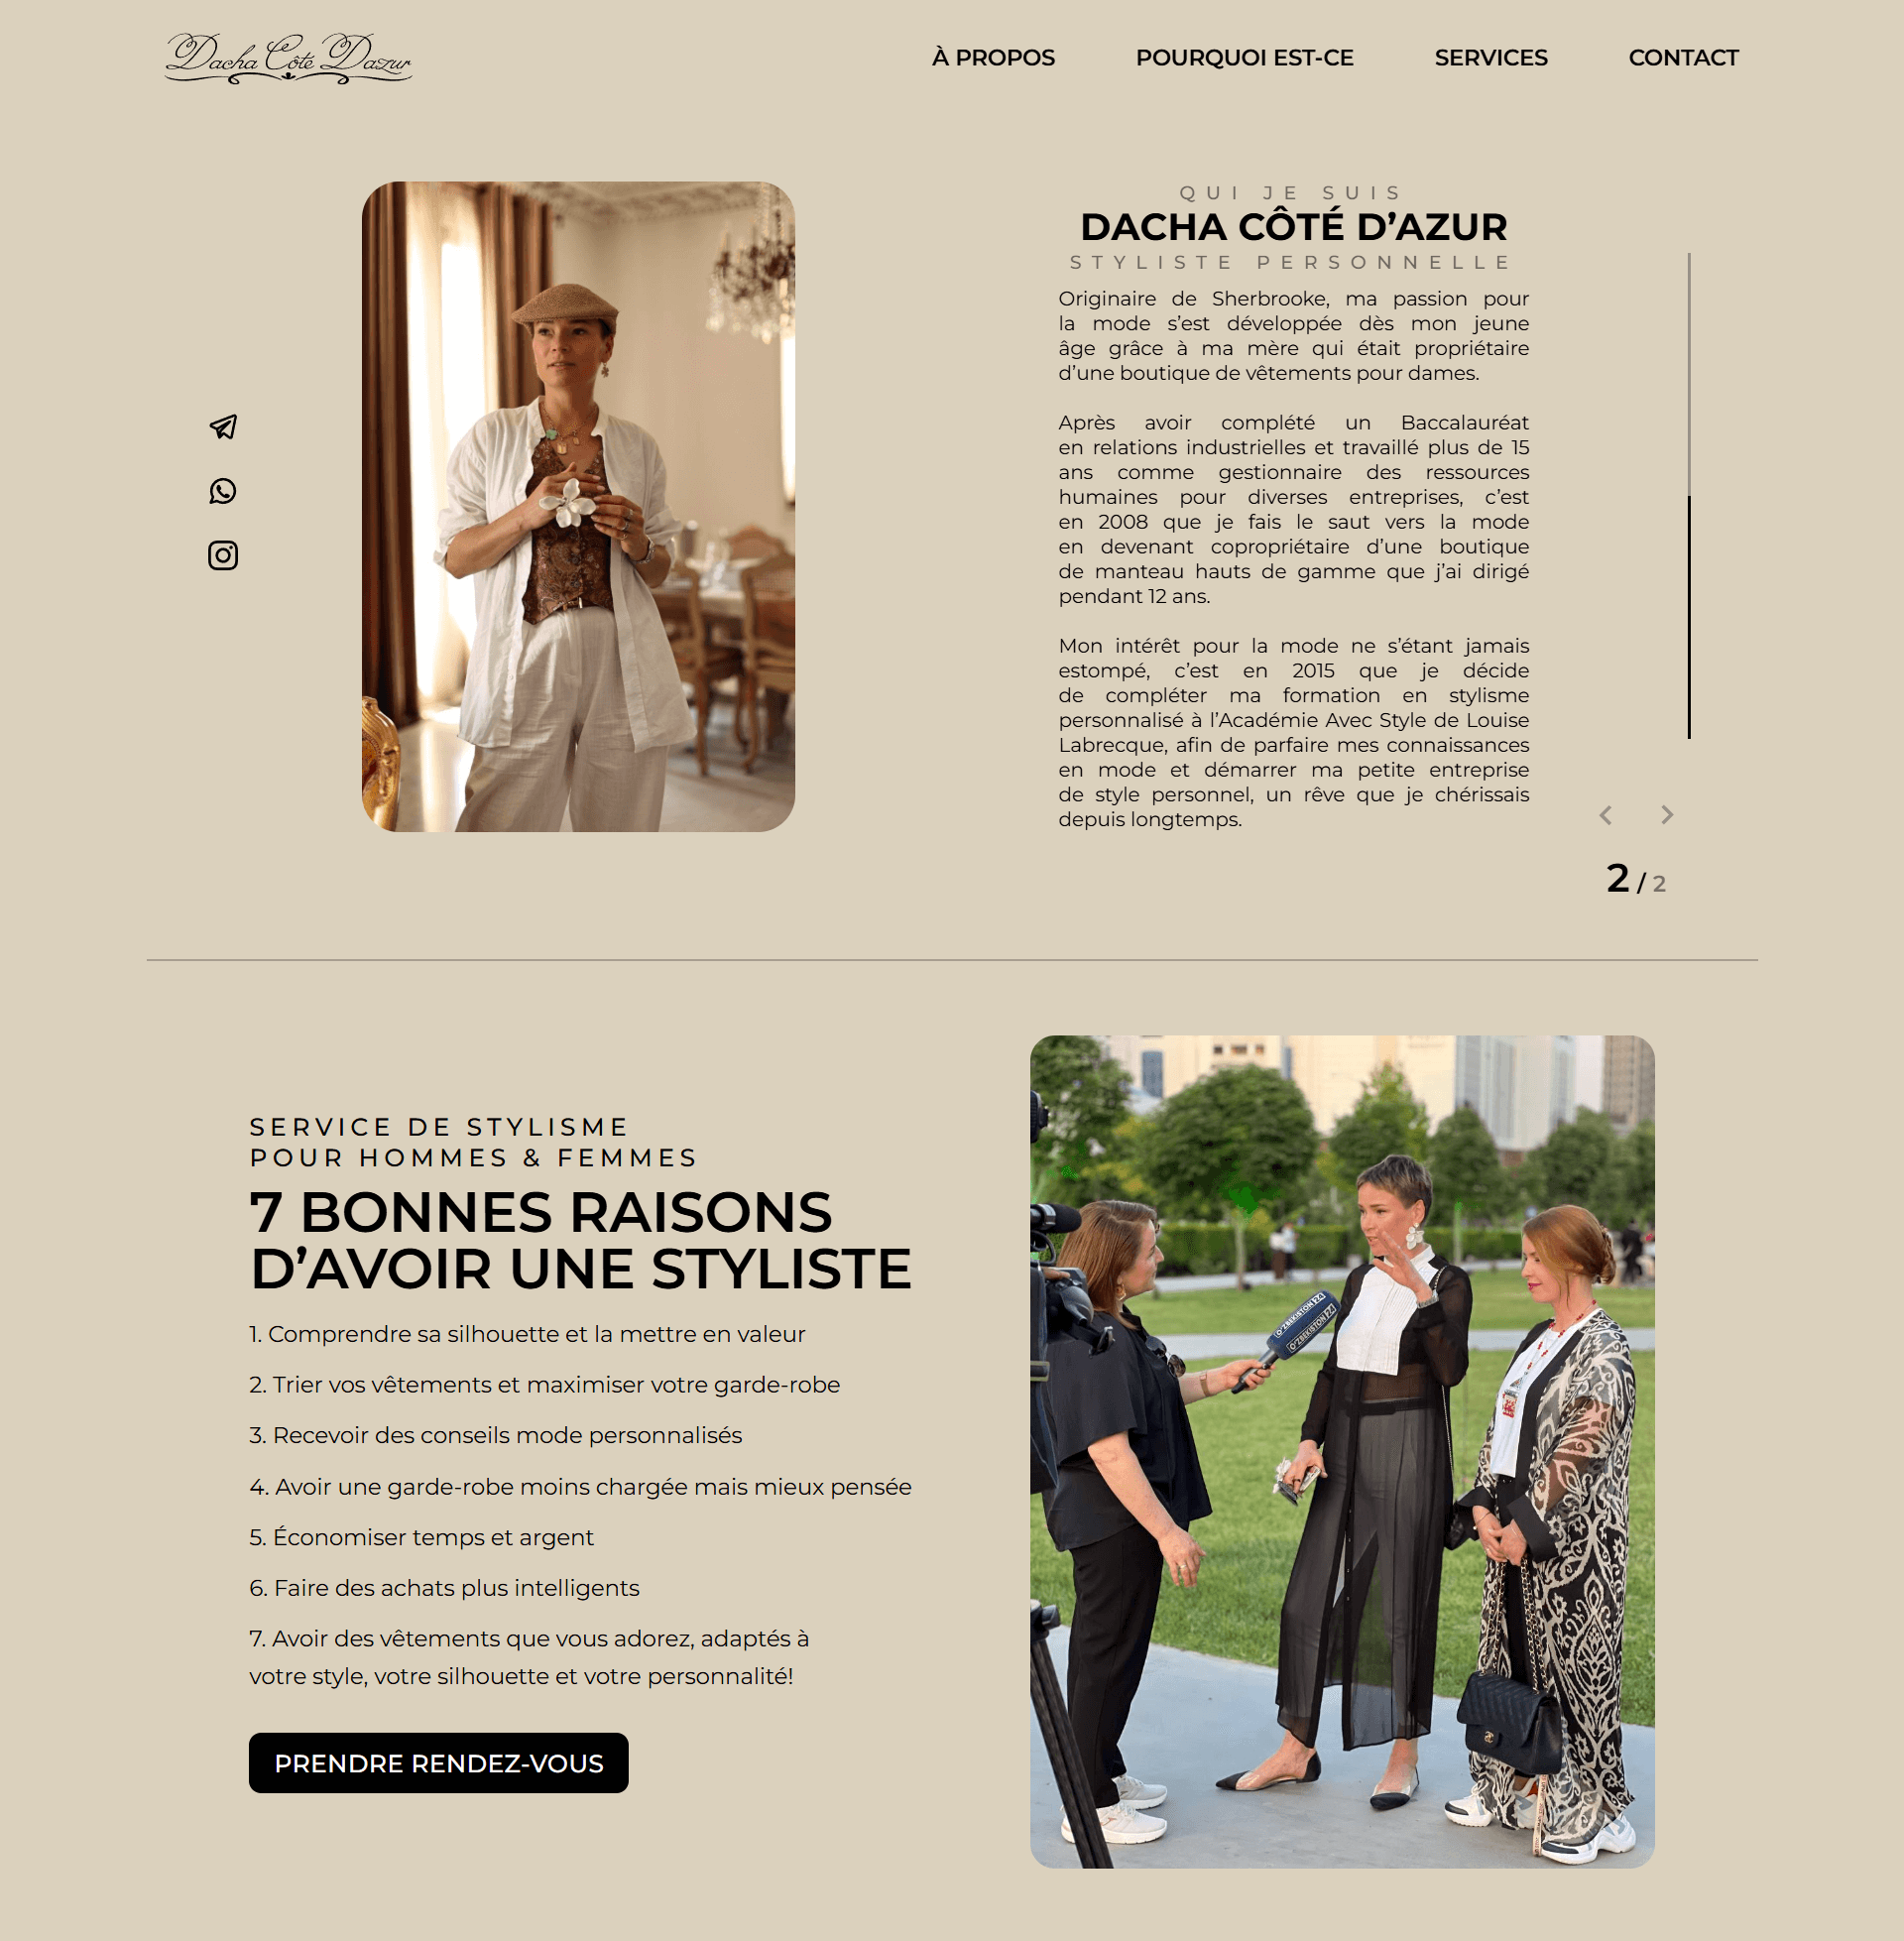 Dacha Côte Dazur
À PROPOS
POURQUOI EST-CE
SERVICES
CONTACT
QUI JE SUIS
DACHA CÔTÉ D’AZUR
STYLISTE PERSONNELLE
Originaire de Sherbrooke, ma passion pour
la mode s’est développée dès mon jeune
âge grâce à ma mère qui était propriétaire
d’une boutique de vêtements pour dames.
Après avoir complété un Baccalauréat
en relations industrielles et travaillé plus de 15
ans comme gestionnaire des ressources
humaines pour diverses entreprises, c’est
en 2008 que je fais le saut vers la mode
en devenant copropriétaire d’une boutique
de manteau hauts de gamme que j’ai dirigé
pendant 12 ans.
Mon intérêt pour la mode ne s’étant jamais
estompé, c’est en 2015 que je décide
de compléter ma formation en stylisme
personnalisé à l’Académie Avec Style de Louise
Labrecque, afin de parfaire mes connaissances
en mode et démarrer ma petite entreprise
de style personnel, un rêve que je chérissais
depuis longtemps.
2 / 2
SERVICE DE STYLISME
POUR HOMMES & FEMMES
7 BONNES RAISONS
D’AVOIR UNE STYLISTE
1. Comprendre sa silhouette et la mettre en valeur
2. Trier vos vêtements et maximiser votre garde-robe
3. Recevoir des conseils mode personnalisés
4. Avoir une garde-robe moins chargée mais mieux pensée
5. Économiser temps et argent
6. Faire des achats plus intelligents
7. Avoir des vêtements que vous adorez, adaptés à
votre style, votre silhouette et votre personnalité!
PRENDRE RENDEZ-VOUS
O‘ZBEKISTON 24
O‘ZBEKISTON 24